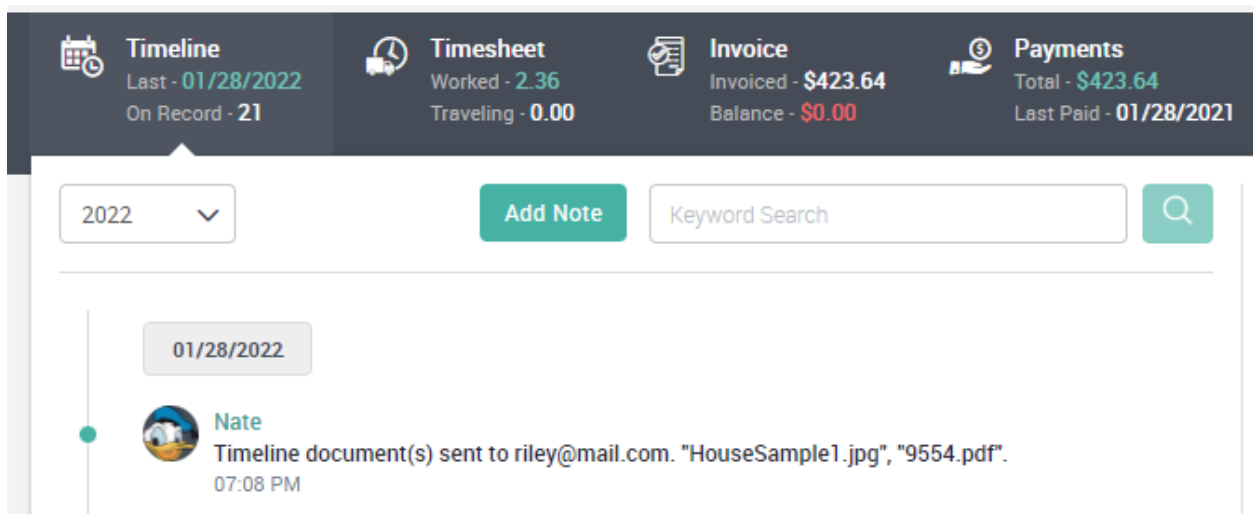 Timeline
Last - 01/28/2022
On Record - 21
Timesheet
Worked - 2.36
Traveling - 0.00
Invoice
Invoiced - $423.64
Balance - $0.00
Payments
Total - $423.64
Last Paid - 01/28/2021
2022
Add Note
Keyword Search
01/28/2022
Nate
Timeline document(s) sent to riley@mail.com. "HouseSample1.jpg", "9554.pdf".
07:08 PM